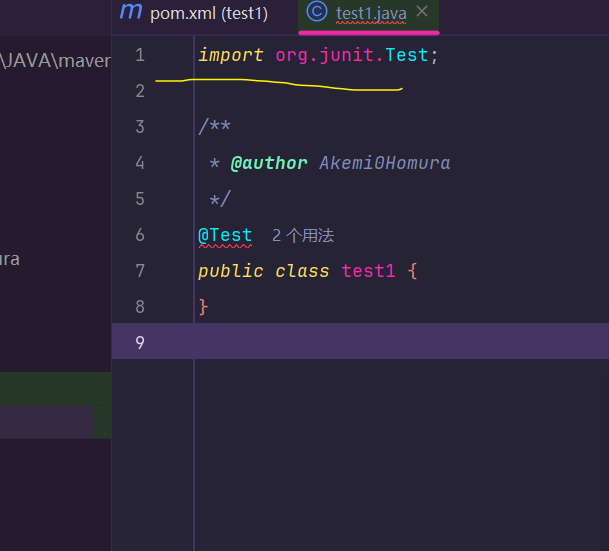 pom.xml (test1)
test1.java
\JAVA\maven
ura
1 import org.junit.Test;
2
3 /**
4 * @author Akemi0Homura
5 */
6 @Test 2 个用法
7 public class test1 {
8 }
9